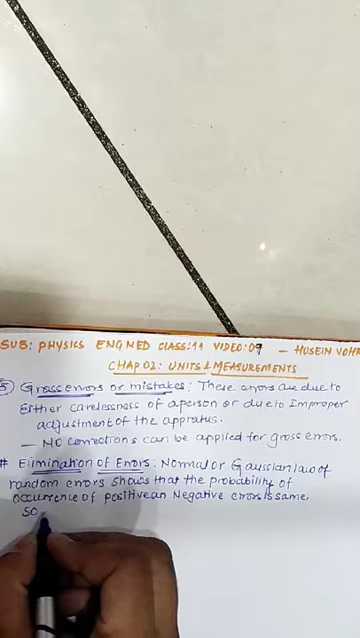 SUB: PHYSICS ENG MED CLASS:11 VIDEO:09 – HUSEIN VOHR
CHAP 02: UNITS & MEASUREMENTS
5 Gross errors or mistakes: These errors are due to
Either carelessness of a person or due to Improper
adjustment of the appratus.
– No corrections can be applied for gross errors.
# Elimination of Errors: Normal or Gaussian law of
random errors shows that the probability of
occurrence of positive an Negative errors is same,
so